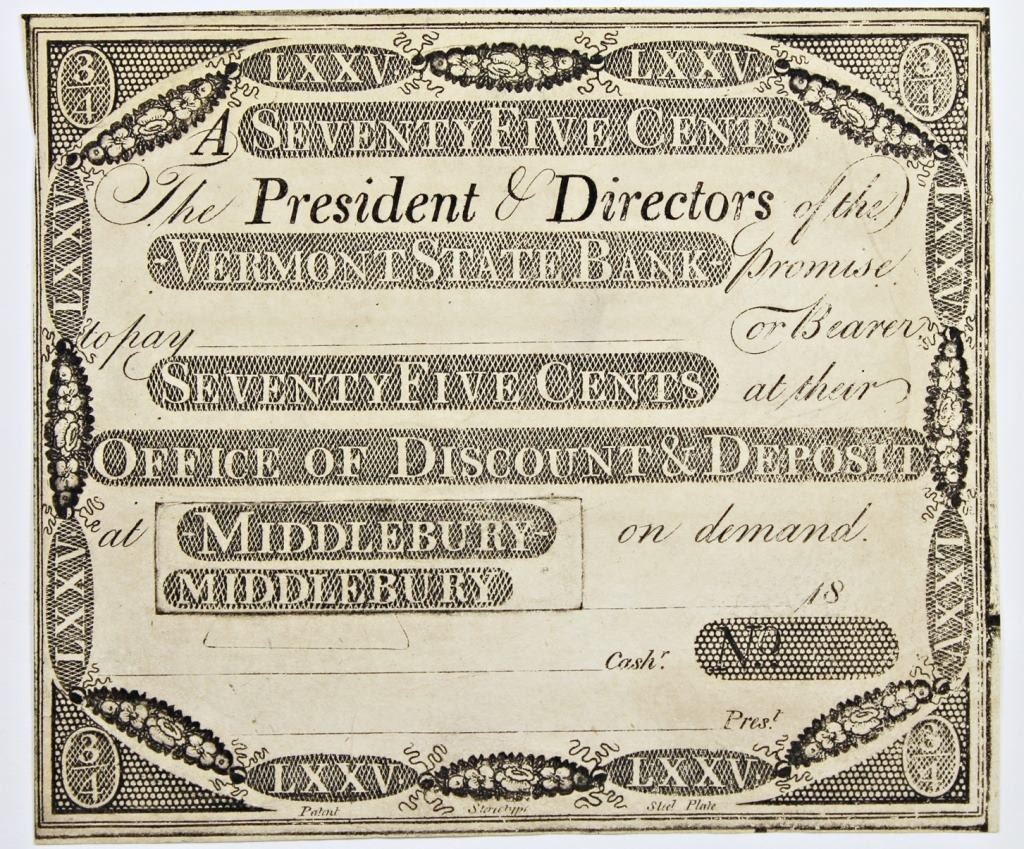 3/4 LXXV LXXV 3/4
A SEVENTY FIVE CENTS
The President & Directors of the
-VERMONT STATE BANK- promise
to pay or Bearer
SEVENTY FIVE CENTS at their
OFFICE OF DISCOUNT & DEPOSIT
at -MIDDLEBURY- on demand.
MIDDLEBURY
18
Cashr. No.
Prest
LXXV
LXXV
LXXV
LXXV
3/4 LXXV LXXV 3/4
Patent Stereotype Steel Plate